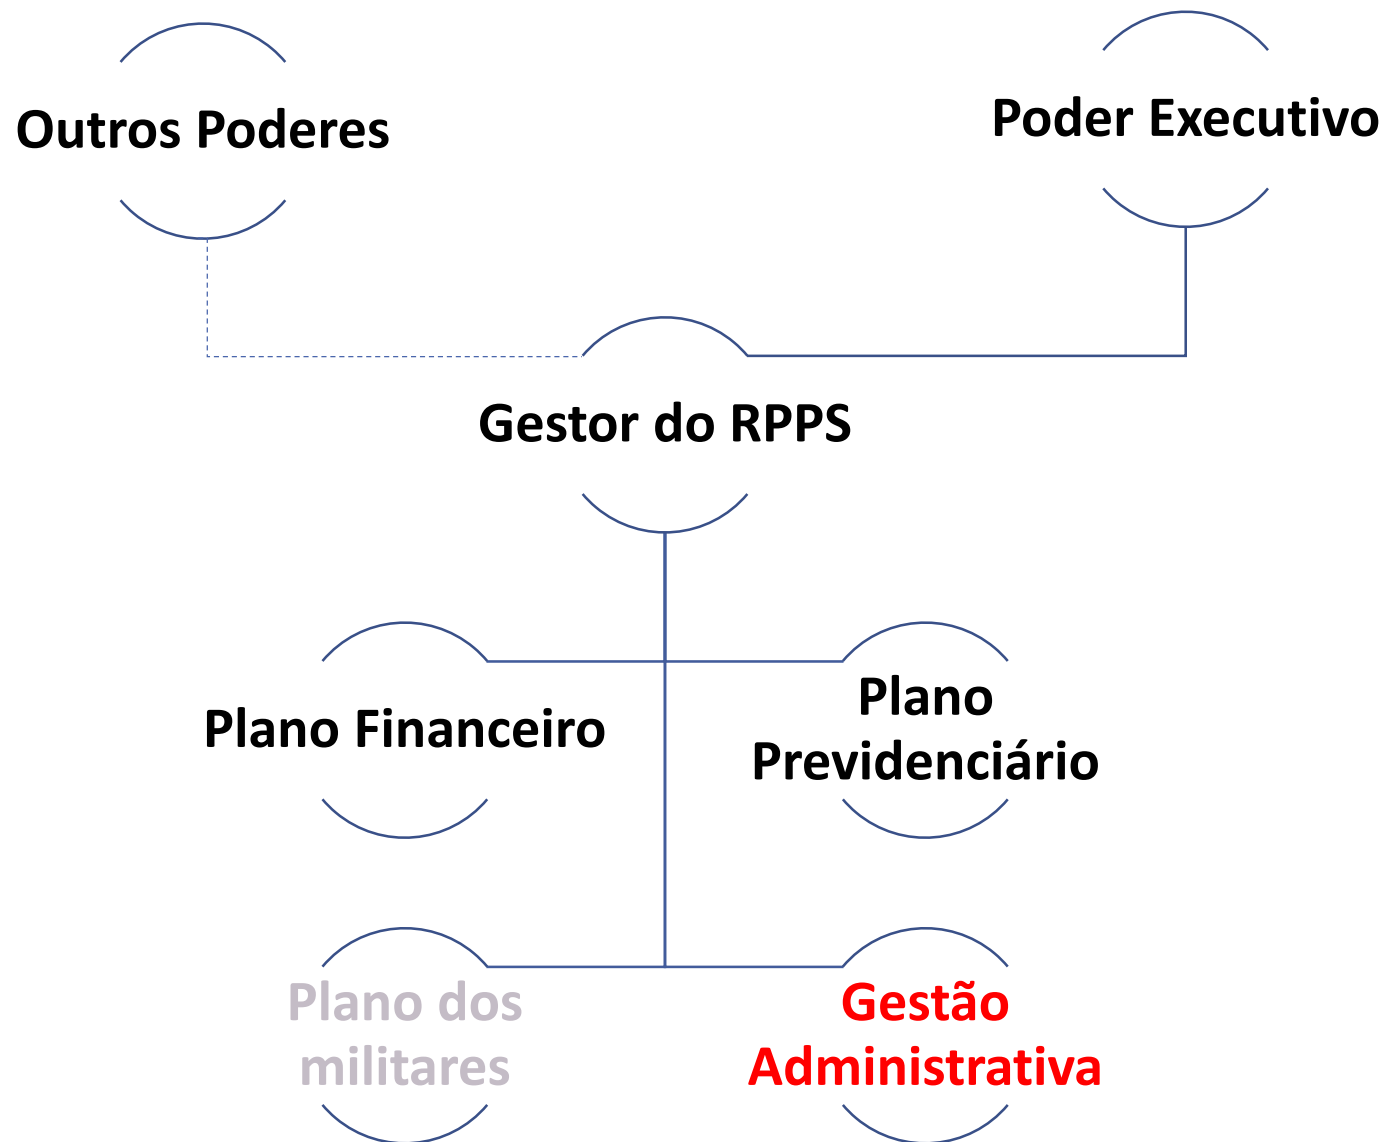 Outros Poderes
Poder Executivo
Gestor do RPPS
Plano Financeiro
Plano
Previdenciário
Plano dos
militares
Gestão
Administrativa